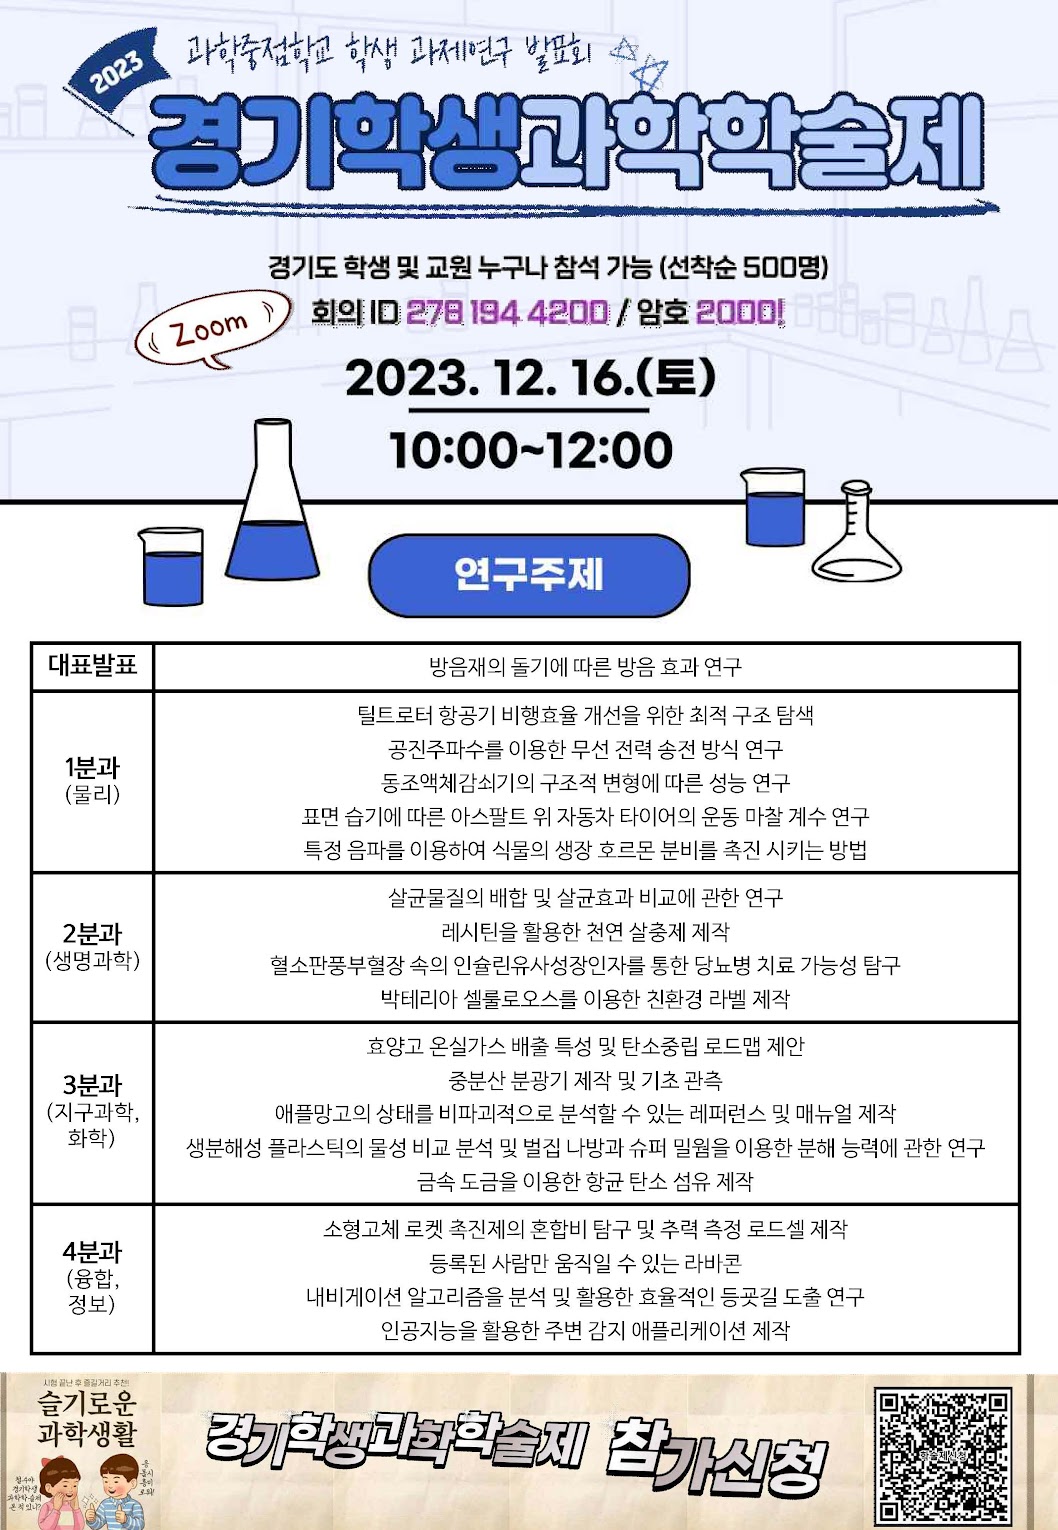 과학중점학교 학생 과제연구 발표회
2023
경기학생과학학술제
경기도 학생 및 교원 누구나 참석 가능 (선착순 500명)
Zoom
회의 ID 278 194 4200 / 암호 2000!
2023. 12. 16.(토)
10:00~12:00
연구주제
대표발표
방음재의 돌기에 따른 방음 효과 연구
1분과
(물리)
틸트로터 항공기 비행효율 개선을 위한 최적 구조 탐색
공진주파수를 이용한 무선 전력 송전 방식 연구
동조액체감쇠기의 구조적 변형에 따른 성능 연구
표면 습기에 따른 아스팔트 위 자동차 타이어의 운동 마찰 계수 연구
특정 음파를 이용하여 식물의 생장 호르몬 분비를 촉진 시키는 방법
2분과
(생명과학)
살균물질의 배합 및 살균효과 비교에 관한 연구
레시틴을 활용한 천연 살충제 제작
혈소판풍부혈장 속의 인슐린유사성장인자를 통한 당뇨병 치료 가능성 탐구
박테리아 셀룰로오스를 이용한 친환경 라벨 제작
3분과
(지구과학,
화학)
효양고 온실가스 배출 특성 및 탄소중립 로드맵 제안
중분산 분광기 제작 및 기초 관측
애플망고의 상태를 비파괴적으로 분석할 수 있는 레퍼런스 및 매뉴얼 제작
생분해성 플라스틱의 물성 비교 분석 및 벌집 나방과 슈퍼 밀웜을 이용한 분해 능력에 관한 연구
금속 도금을 이용한 항균 탄소 섬유 제작
4분과
(융합,
정보)
소형고체 로켓 촉진제의 혼합비 탐구 및 추력 측정 로드셀 제작
등록된 사람만 움직일 수 있는 라바콘
내비게이션 알고리즘을 분석 및 활용한 효율적인 등굣길 도출 연구
인공지능을 활용한 주변 감지 애플리케이션 제작
시험 끝난 후 즐길거리 추천!
슬기로운
과학생활
경기학생
과학학술제
경기학생과학학술제 참가신청
학술제신청